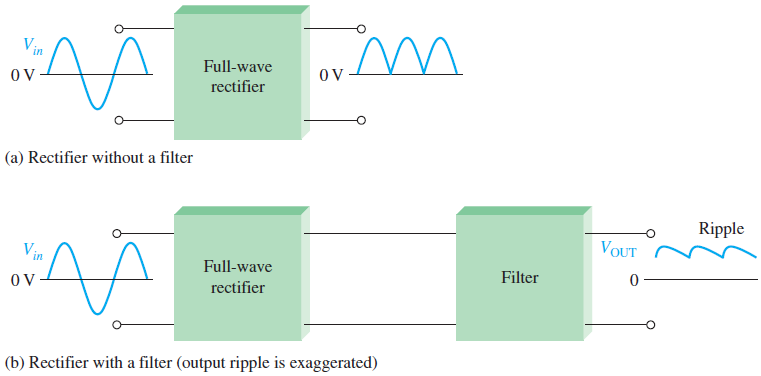 Vin
0 V
Full-wave
rectifier
0 V
(a) Rectifier without a filter
Vin
0 V
Full-wave
rectifier
Filter
VOUT
0
Ripple
(b) Rectifier with a filter (output ripple is exaggerated)